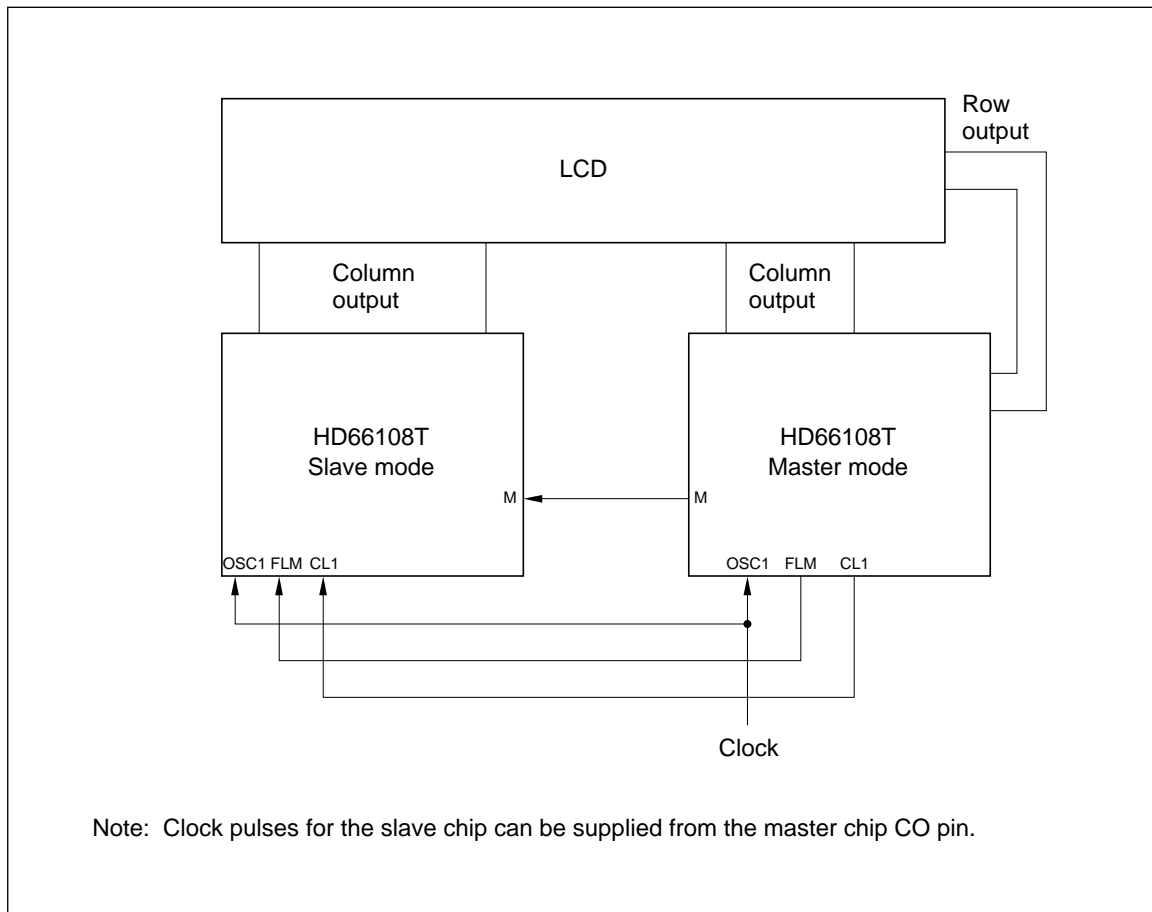 Row
output
LCD
Column
output
Column
output
HD66108T
Slave mode
HD66108T
Master mode
M
M
OSC1 FLM CL1
OSC1 FLM CL1
Clock
Note: Clock pulses for the slave chip can be supplied from the master chip CO pin.